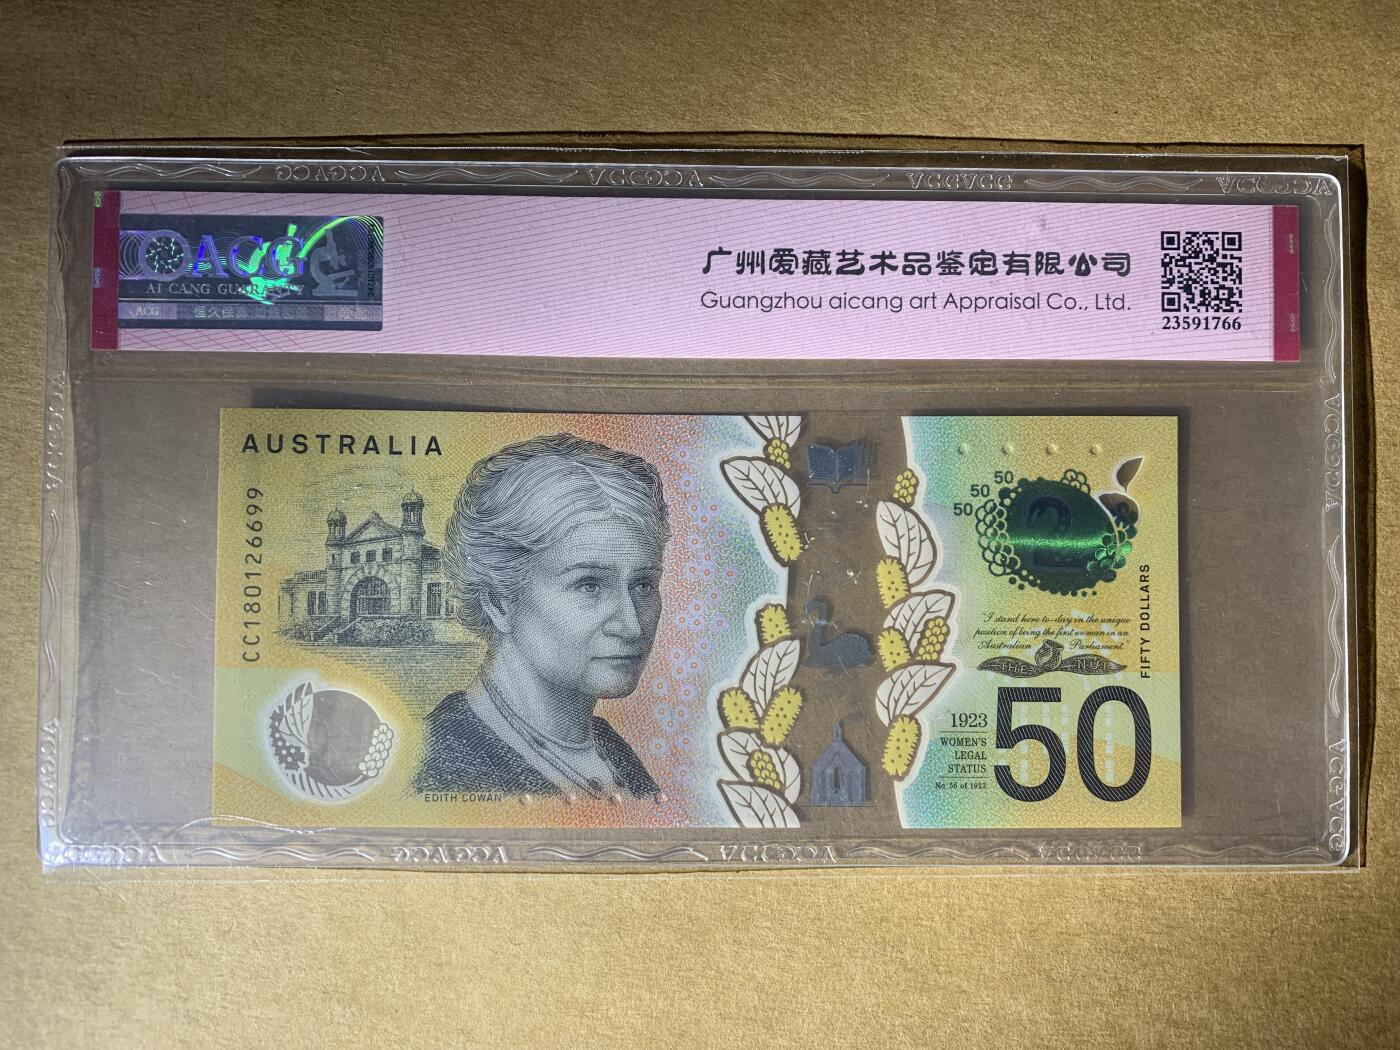 ACG
AI CANG GUARANTY
ACG
广州爱藏艺术品鉴定有限公司
Guangzhou aicang art Appraisal Co., Ltd.
23591766
AUSTRALIA
CC180126699
EDITH COWAN
50
50
50
FIFTY DOLLARS
"I stand here to-day in the unique
position of being the first woman in an
Australian Parliament."
THE NUT
1923
WOMEN'S
LEGAL
STATUS
No. 56 of 1923.
50